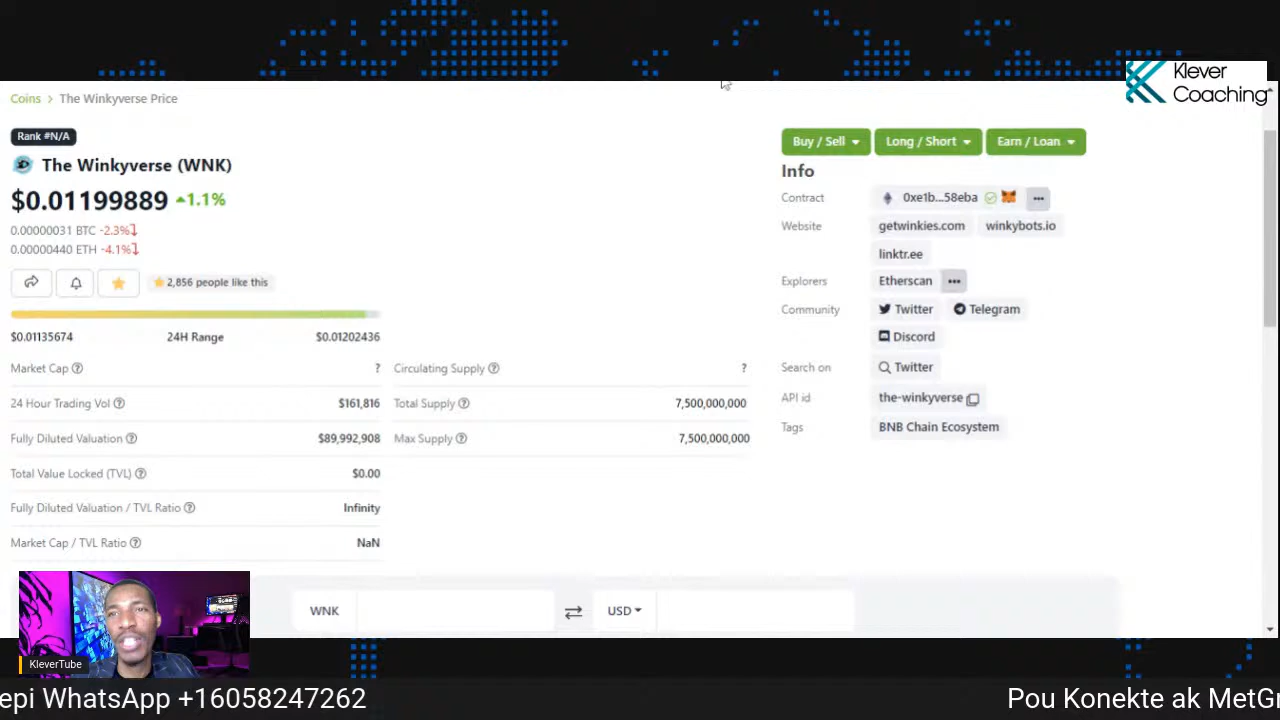 Klever
Coaching
Coins > The Winkyverse Price
Rank #N/A
The Winkyverse (WNK)
$0.01199889 1.1%
0.00000031 BTC -2.3%
0.00000440 ETH -4.1%
2,856 people like this
$0.01135674 24H Range $0.01202436
Market Cap ?
24 Hour Trading Vol $161,816
Fully Diluted Valuation $89,992,908
Total Value Locked (TVL) $0.00
Fully Diluted Valuation / TVL Ratio Infinity
Market Cap / TVL Ratio NaN
Circulating Supply ?
Total Supply 7,500,000,000
Max Supply 7,500,000,000
Buy / Sell Long / Short Earn / Loan
Info
Contract 0xe1b...58eba ...
Website getwinkies.com winkybots.io
linktr.ee
Explorers Etherscan ...
Community Twitter Telegram
Discord
Search on Twitter
API id the-winkyverse
Tags BNB Chain Ecosystem
WNK USD
KleverTube
epi WhatsApp +16058247262 Pou Konekte ak